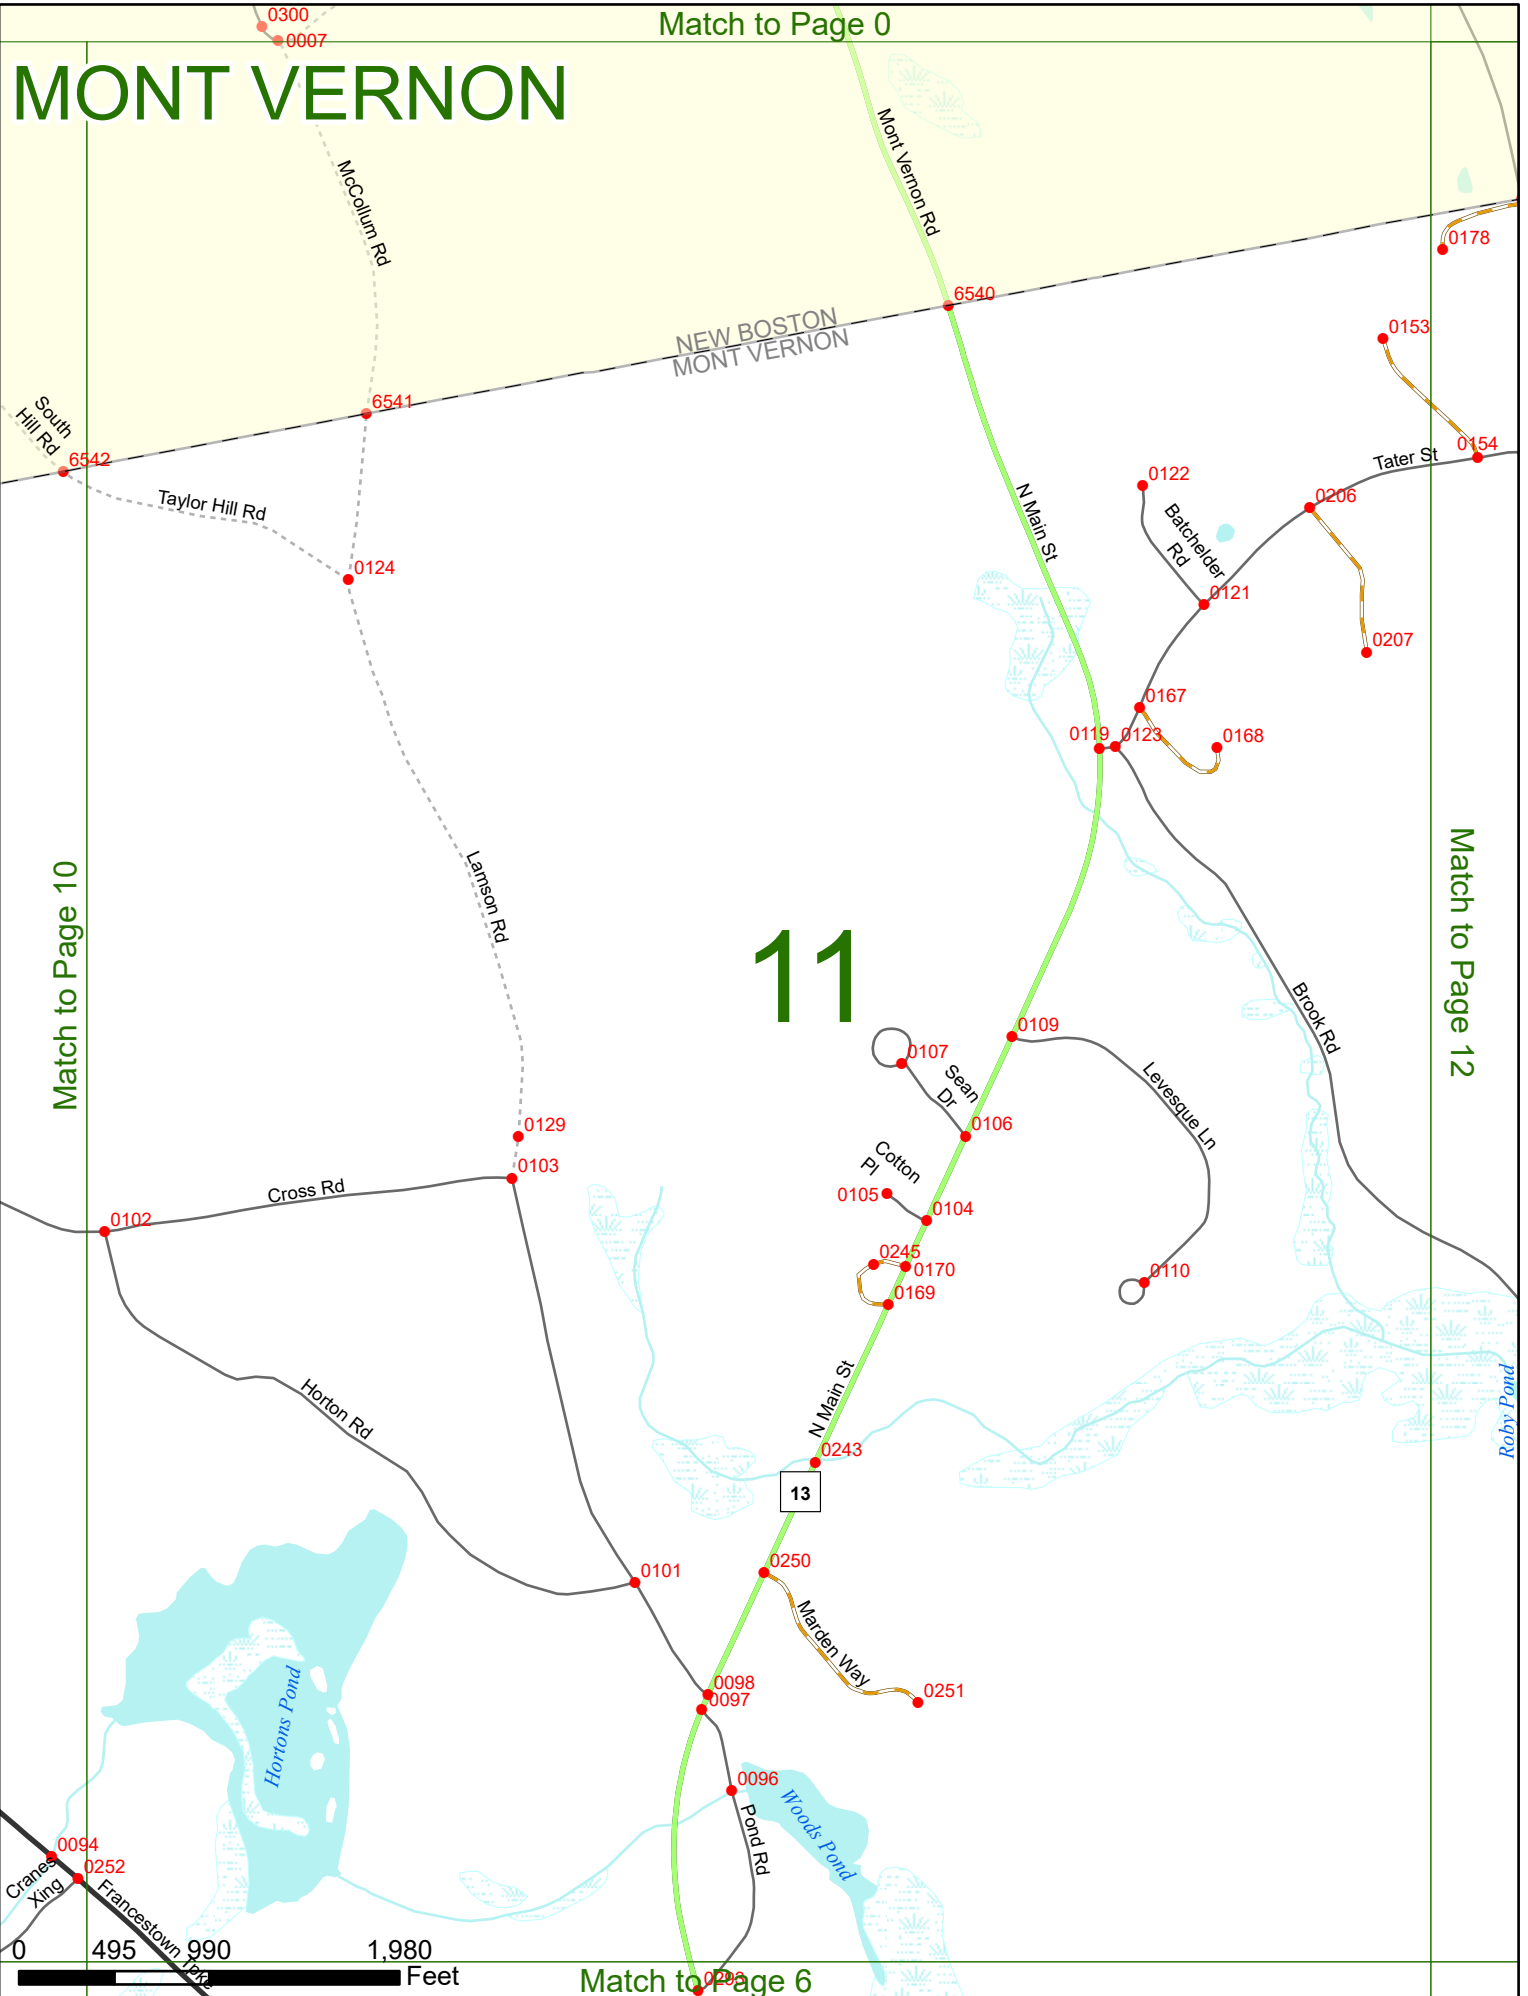 0300
Match to Page 0
0007
MONT VERNON
Mont Vernon Rd
McCollum Rd
0178
6540
NEW BOSTON
MONT VERNON
0153
6541
South
Hill Rd
6542
Tater St
0154
0122
Taylor Hill Rd
N Main St
0206
Batchelder
Rd
0124
0121
0207
0167
0119
0123
0168
Lamson Rd
Match to Page 10
Match to Page 12
11
Brook Rd
0109
0107
Sean
Dr
Levesque Ln
0106
0129
Cotton
Pl
0103
Cross Rd
0105
0104
0102
0245
0170
0110
0169
N Main St
Horton Rd
Roby Pond
0243
13
0250
0101
Marden Way
0098
0251
0097
Hortons Pond
0096
Woods Pond
Pond Rd
0094
Cranes
Xing
0252
Francestown Tpke
0 495 990 1,980
Feet
Match to Page 6
0293